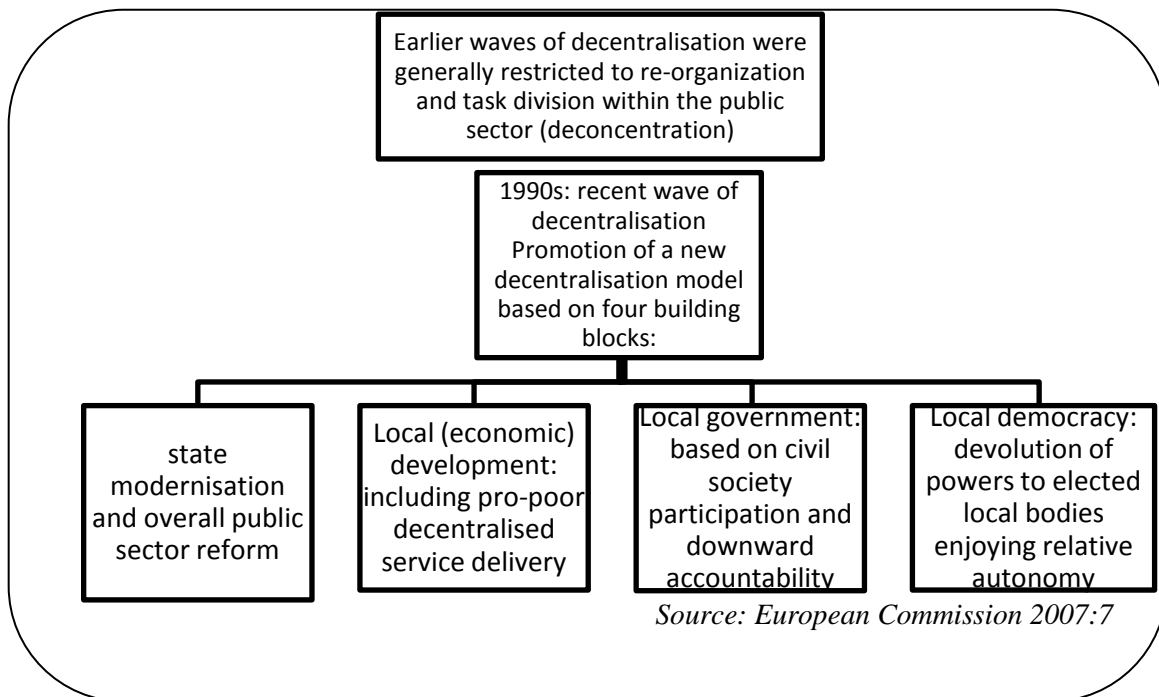 Earlier waves of decentralisation were
generally restricted to re-organization
and task division within the public
sector (deconcentration)
1990s: recent wave of
decentralisation
Promotion of a new
decentralisation model
based on four building
blocks:
state
modernisation
and overall public
sector reform
Local (economic)
development:
including pro-poor
decentralised
service delivery
Local government:
based on civil
society
participation and
downward
accountability
Local democracy:
devolution of
powers to elected
local bodies
enjoying relative
autonomy
Source: European Commission 2007:7